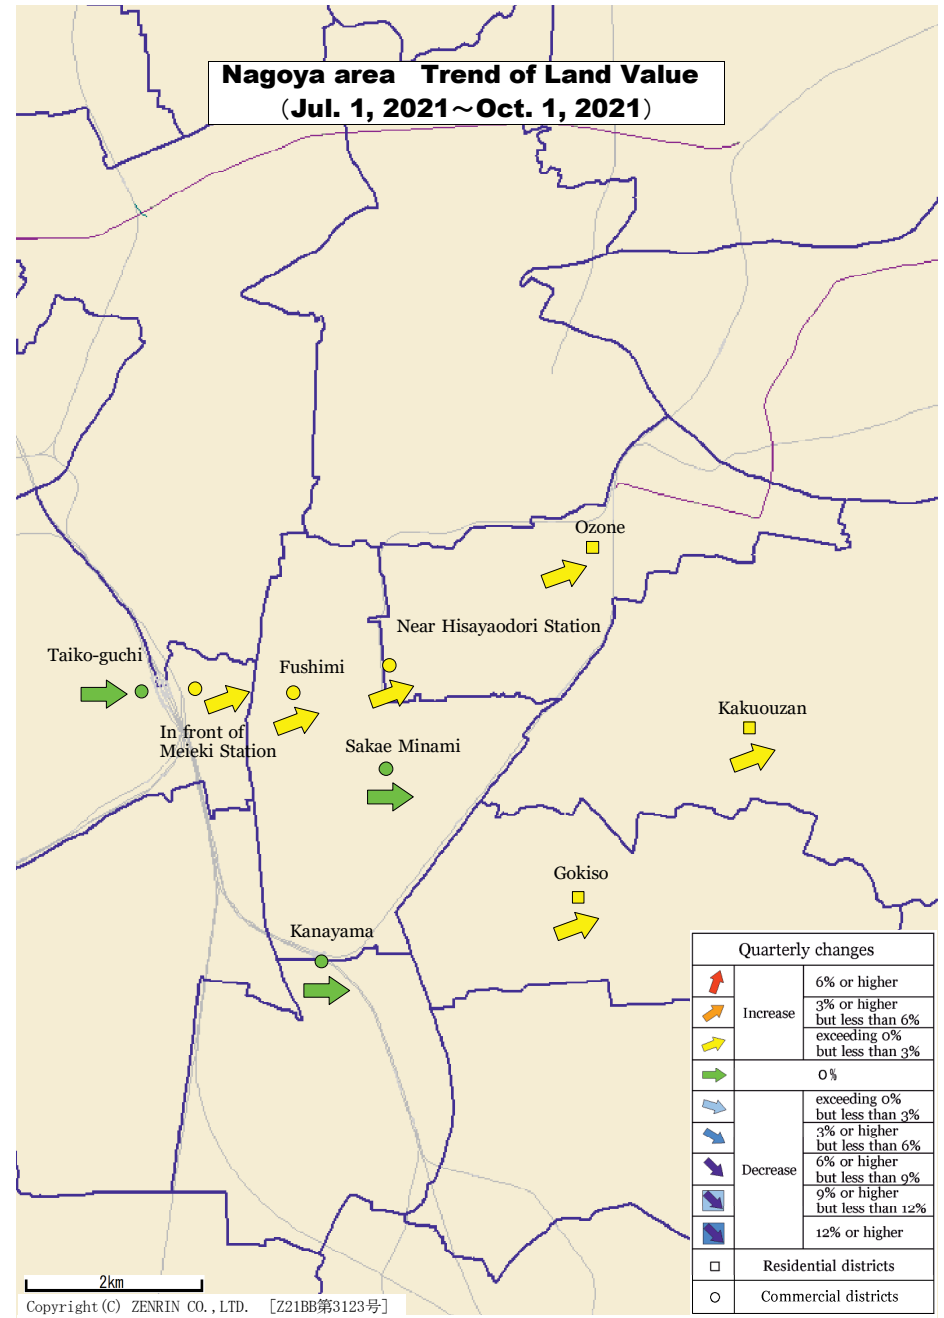 Nagoya area Trend of Land Value
(Jul. 1, 2021～Oct. 1, 2021)
Ozone
Near Hisayaodori Station
Taiko-guchi
Fushimi
In front of
Meieki Station
Kakuouzan
Sakae Minami
Gokiso
Kanayama
Quarterly changes
Increase
6% or higher
3% or higher
but less than 6%
exceeding 0%
but less than 3%
0%
Decrease
exceeding 0%
but less than 3%
3% or higher
but less than 6%
6% or higher
but less than 9%
9% or higher
but less than 12%
12% or higher
Residential districts
Commercial districts
2km
Copyright(C) ZENRIN CO.,LTD. [Z21BB第3123号]